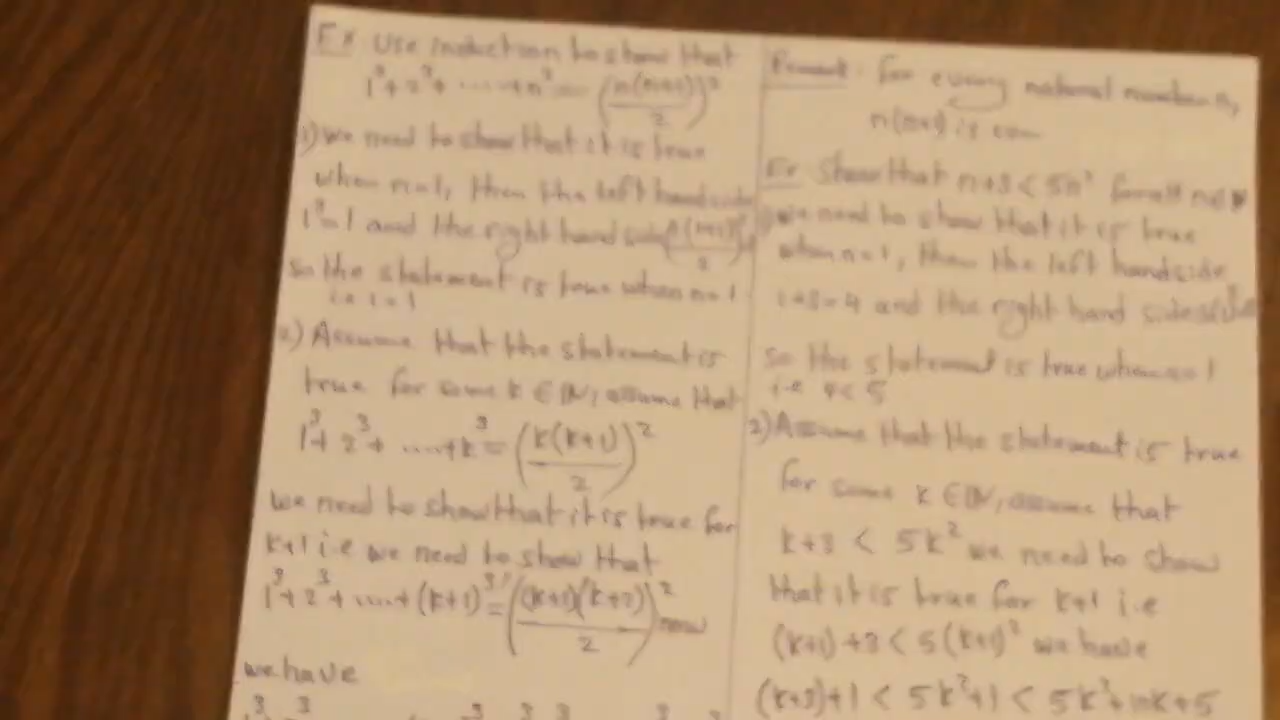 Ex Use induction to show that
1³+2³+ ......+n³ = (n(n+1)/2)²
1) we need to show that it is true
when n=1, then the left hand side
1³=1 and the right hand side
so the statement is true when n=1
i.e 1=1
2) Assume that the statement is
true for some k ∈ ℕ, assume that
1³+2³+ .....+k³ = (k(k+1)/2)²
we need to show that it is true for
k+1 i.e we need to show that
1³+2³+ ....+(k+1)³ = ((k+1)(k+2)/2)² now
we have
Remark: For every natural number n,
n(n+1) is even
Ex Show that n+3 < 5n² for all n∈ℕ
1) we need to show that it is true
when n=1, then the left hand side
1+3=4 and the right hand side
so the statement is true when n=1
i.e 4<5
2) Assume that the statement is true
for some k ∈ ℕ, assume that
k+3 < 5k² we need to show
that it is true for k+1 i.e
(k+1)+3 < 5(k+1)² we have
(k+3)+1 < 5k²+1 < 5k²+10k+5